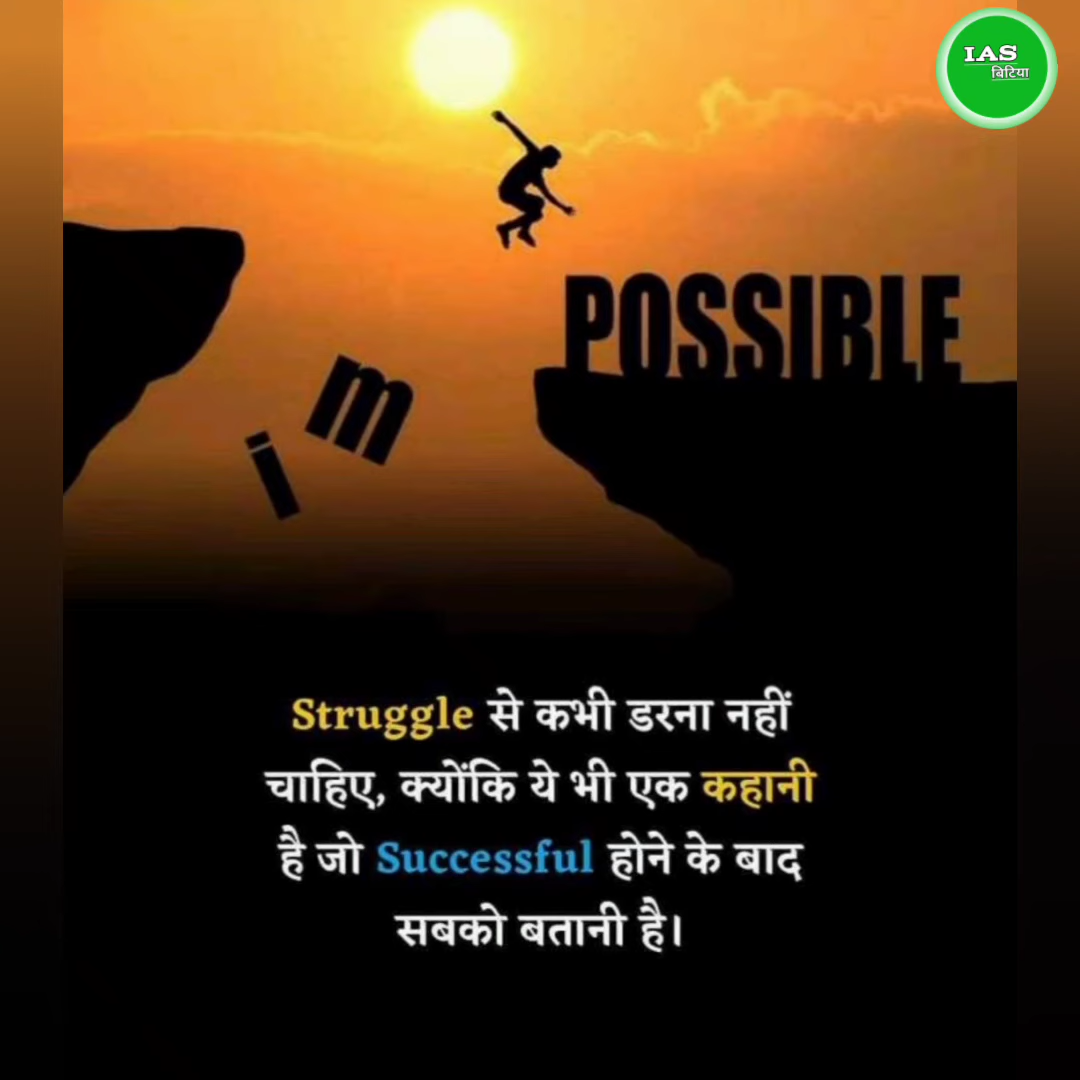 IAS
बिटिया
POSSIBLE
i m
Struggle से कभी डरना नहीं
चाहिए, क्योंकि ये भी एक कहानी
है जो Successful होने के बाद
सबको बतानी है।